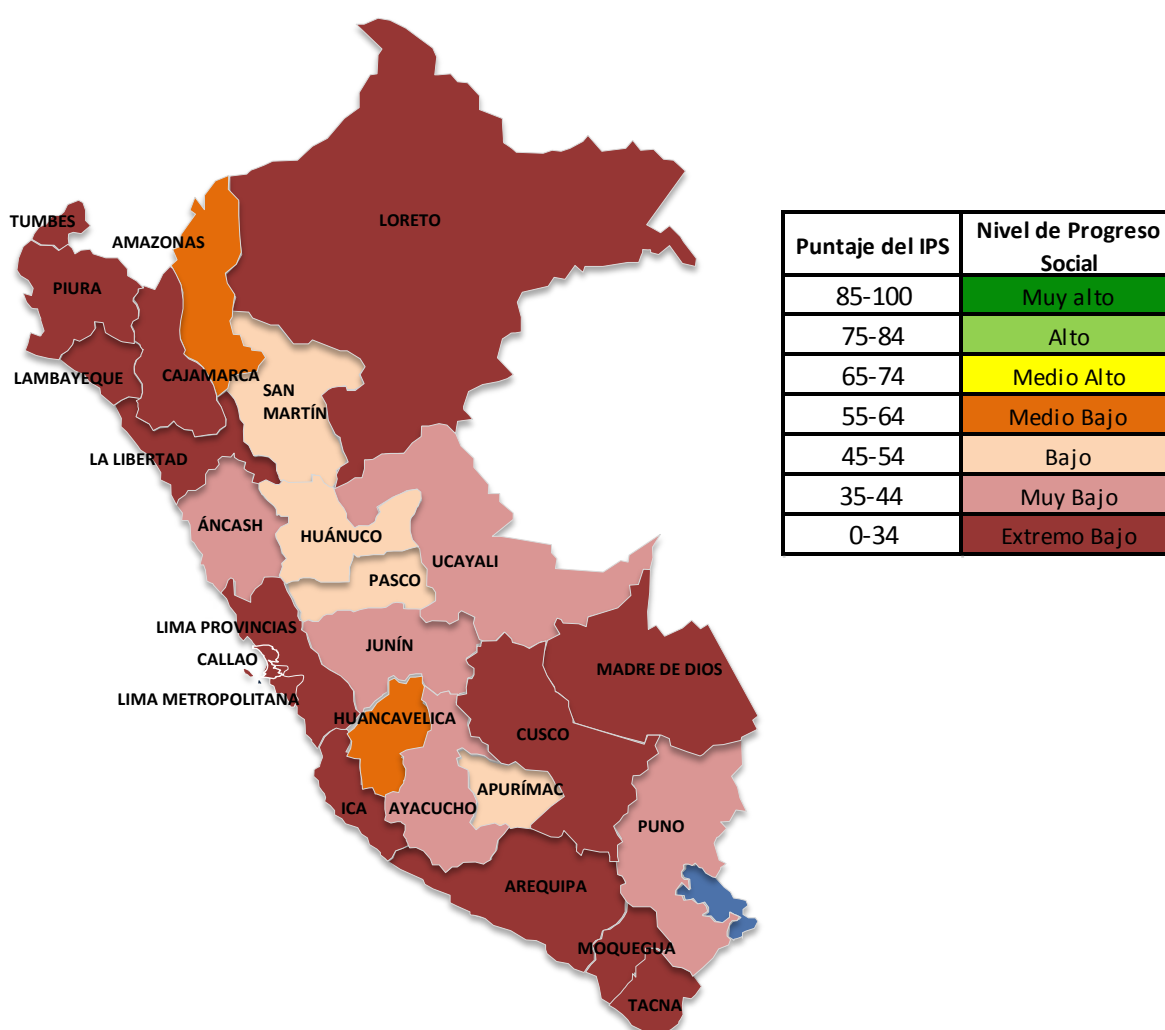 TUMBES
AMAZONAS
LORETO
PIURA
LAMBAYEQUE
CAJAMARCA
SAN
MARTÍN
LA LIBERTAD
ÁNCASH
HUÁNUCO
UCAYALI
PASCO
LIMA PROVINCIAS
JUNÍN
CALLAO
MADRE DE DIOS
LIMA METROPOLITANA
HUANCAVELICA
CUSCO
APURÍMAC
ICA
AYACUCHO
PUNO
AREQUIPA
MOQUEGUA
TACNA
Puntaje del IPS
Nivel de Progreso
Social
85-100 Muy alto
75-84 Alto
65-74 Medio Alto
55-64 Medio Bajo
45-54 Bajo
35-44 Muy Bajo
0-34 Extremo Bajo